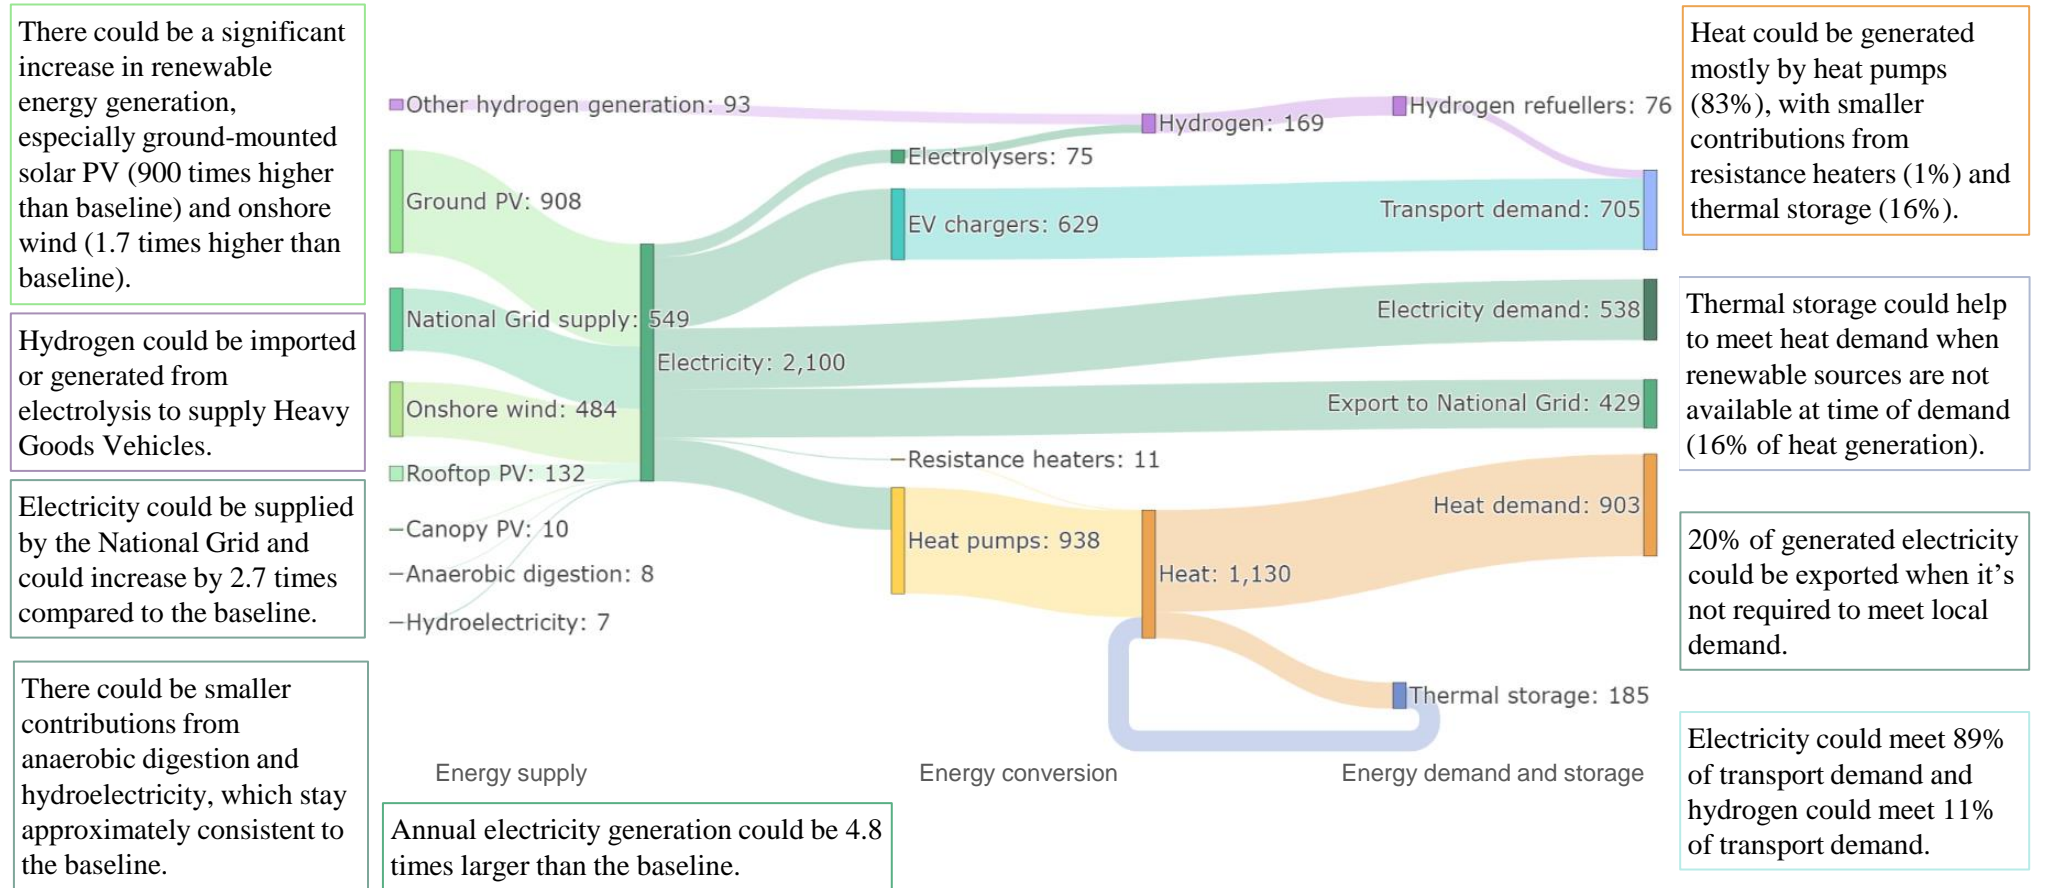 There could be a significant
increase in renewable
energy generation,
especially ground-mounted
solar PV (900 times higher
than baseline) and onshore
wind (1.7 times higher than
baseline).
Hydrogen could be imported
or generated from
electrolysis to supply Heavy
Goods Vehicles.
Electricity could be supplied
by the National Grid and
could increase by 2.7 times
compared to the baseline.
There could be smaller
contributions from
anaerobic digestion and
hydroelectricity, which stay
approximately consistent to
the baseline.
Other hydrogen generation: 93
Ground PV: 908
National Grid supply: 549
Onshore wind: 484
Rooftop PV: 132
Canopy PV: 10
Anaerobic digestion: 8
Hydroelectricity: 7
Electricity: 2,100
Electrolysers: 75
EV chargers: 629
Resistance heaters: 11
Heat pumps: 938
Hydrogen: 169
Heat: 1,130
Hydrogen refuellers: 76
Transport demand: 705
Electricity demand: 538
Export to National Grid: 429
Heat demand: 903
Thermal storage: 185
Energy supply
Energy conversion
Energy demand and storage
Annual electricity generation could be 4.8
times larger than the baseline.
Heat could be generated
mostly by heat pumps
(83%), with smaller
contributions from
resistance heaters (1%) and
thermal storage (16%).
Thermal storage could help
to meet heat demand when
renewable sources are not
available at time of demand
(16% of heat generation).
20% of generated electricity
could be exported when it’s
not required to meet local
demand.
Electricity could meet 89%
of transport demand and
hydrogen could meet 11%
of transport demand.